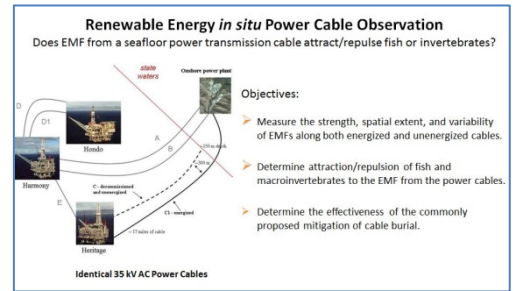 Renewable Energy in situ Power Cable Observation
Does EMF from a seafloor power transmission cable attract/repulse fish or invertebrates?
state
waters
Onshore power plant
D
D1
Hondo
A
B
Harmony
E
C - decommissioned
and unenergized
C1 - energized
Heritage
Identical 35 kV AC Power Cables
Objectives:
Measure the strength, spatial extent, and variability
of EMFs along both energized and unenergized cables.
Determine attraction/repulsion of fish and
macroinvertebrates to the EMF from the power cables.
Determine the effectiveness of the commonly
proposed mitigation of cable burial.